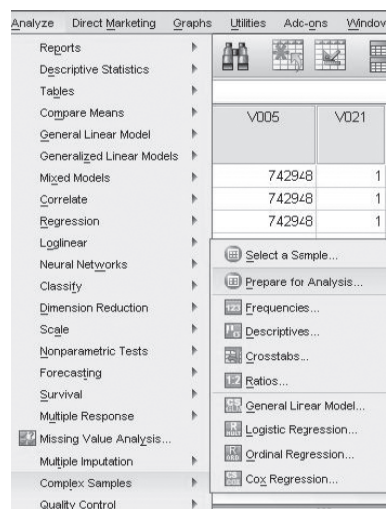 Analyze Direct Marketing Graphs Utilities Add-ons Window
Reports
Descriptive Statistics
Tables
Compare Means
General Linear Model
Generalized Linear Models
Mixed Models
Correlate
Regression
Loglinear
Neural Networks
Classify
Dimension Reduction
Scale
Nonparametric Tests
Forecasting
Survival
Multiple Response
Missing Value Analysis...
Multiple Imputation
Complex Samples
Quality Control
V005 V021
742948 1
742948 1
742948 1
Select a Sample...
Prepare for Analysis...
Frequencies...
Descriptives...
Crosstabs...
Ratios...
General Linear Model...
Logistic Regression...
Ordinal Regression...
Cox Regression...